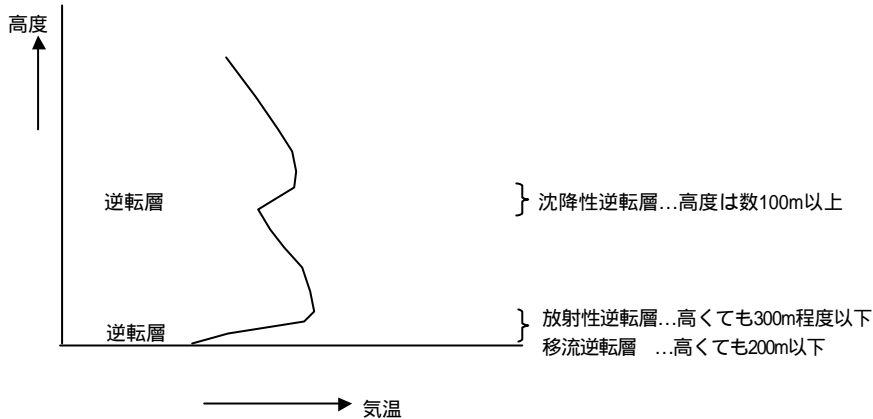 高度
逆転層
沈降性逆転層…高度は数100m以上
逆転層
放射性逆転層…高くても300m程度以下
移流逆転層　…高くても200m以下
気温